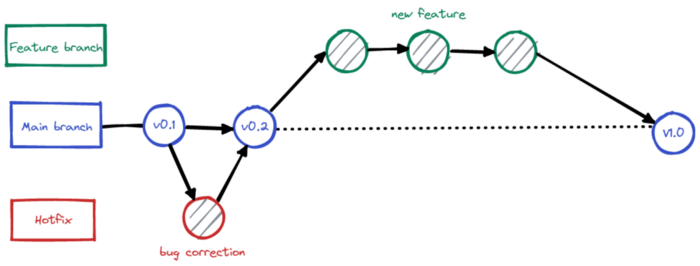 new feature
Feature branch
Main branch
v0.1
v0.2
v1.0
Hotfix
bug correction